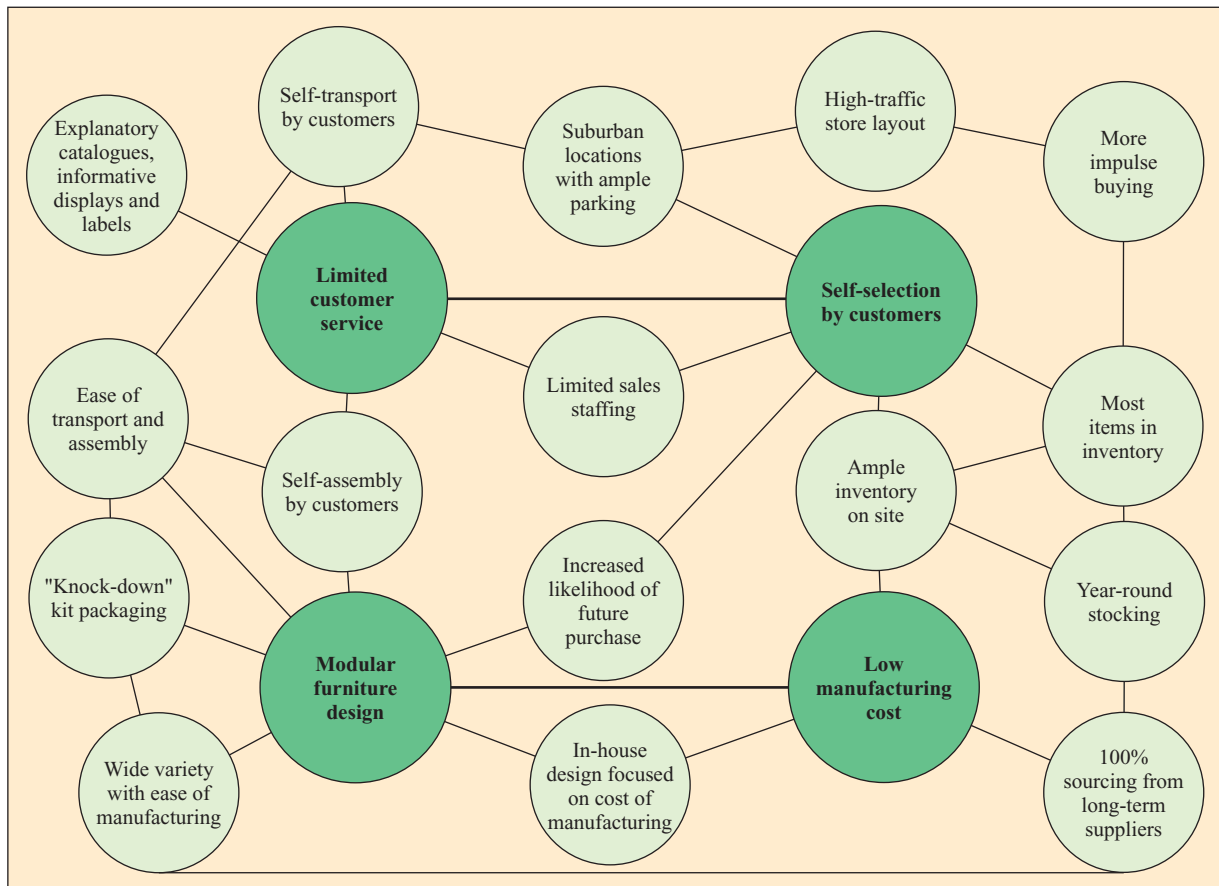 Self-transport
by customers
High-traffic
store layout
Explanatory
catalogues,
informative
displays and
labels
Suburban
locations
with ample
parking
More
impulse
buying
Limited
customer
service
Self-selection
by customers
Ease of
transport and
assembly
Limited sales
staffing
Most
items in
inventory
Self-assembly
by customers
Ample
inventory
on site
"Knock-down"
kit packaging
Increased
likelihood of
future
purchase
Year-round
stocking
Modular
furniture
design
Low
manufacturing
cost
Wide variety
with ease of
manufacturing
In-house
design focused
on cost of
manufacturing
100%
sourcing from
long-term
suppliers